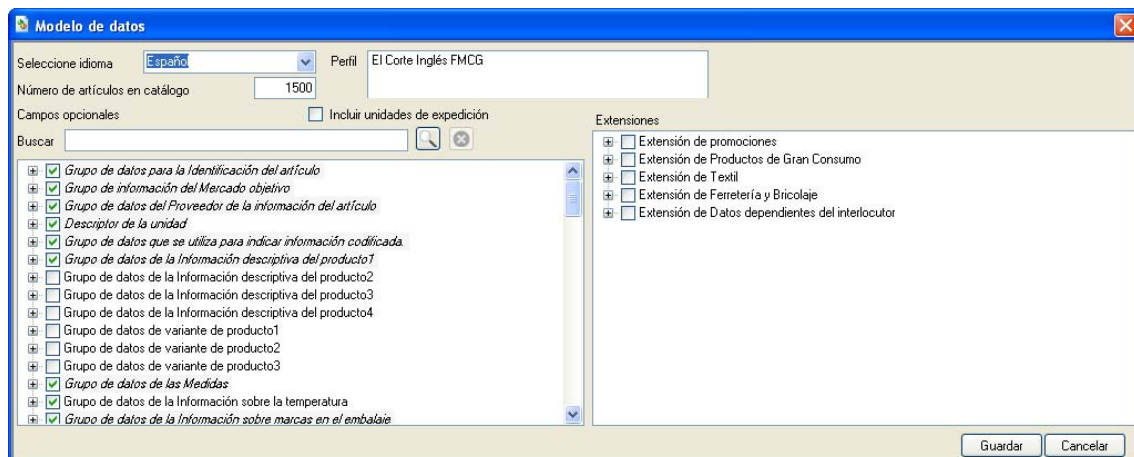 Modelo de datos
Seleccione idioma Español Perfil El Corte Inglés FMCG
Número de artículos en catálogo 1500
Campos opcionales Incluir unidades de expedición
Buscar
Grupo de datos para la Identificación del artículo
Grupo de información del Mercado objetivo
Grupo de datos del Proveedor de la información del artículo
Descriptor de la unidad
Grupo de datos que se utiliza para indicar información codificada.
Grupo de datos de la Información descriptiva del producto1
Grupo de datos de la Información descriptiva del producto2
Grupo de datos de la Información descriptiva del producto3
Grupo de datos de la Información descriptiva del producto4
Grupo de datos de variante de producto1
Grupo de datos de variante de producto2
Grupo de datos de variante de producto3
Grupo de datos de las Medidas
Grupo de datos de la Información sobre la temperatura
Grupo de datos de la Información sobre marcas en el embalaje
Extensiones
Extensión de promociones
Extensión de Productos de Gran Consumo
Extensión de Textil
Extensión de Ferretería y Bricolaje
Extensión de Datos dependientes del interlocutor
Guardar Cancelar